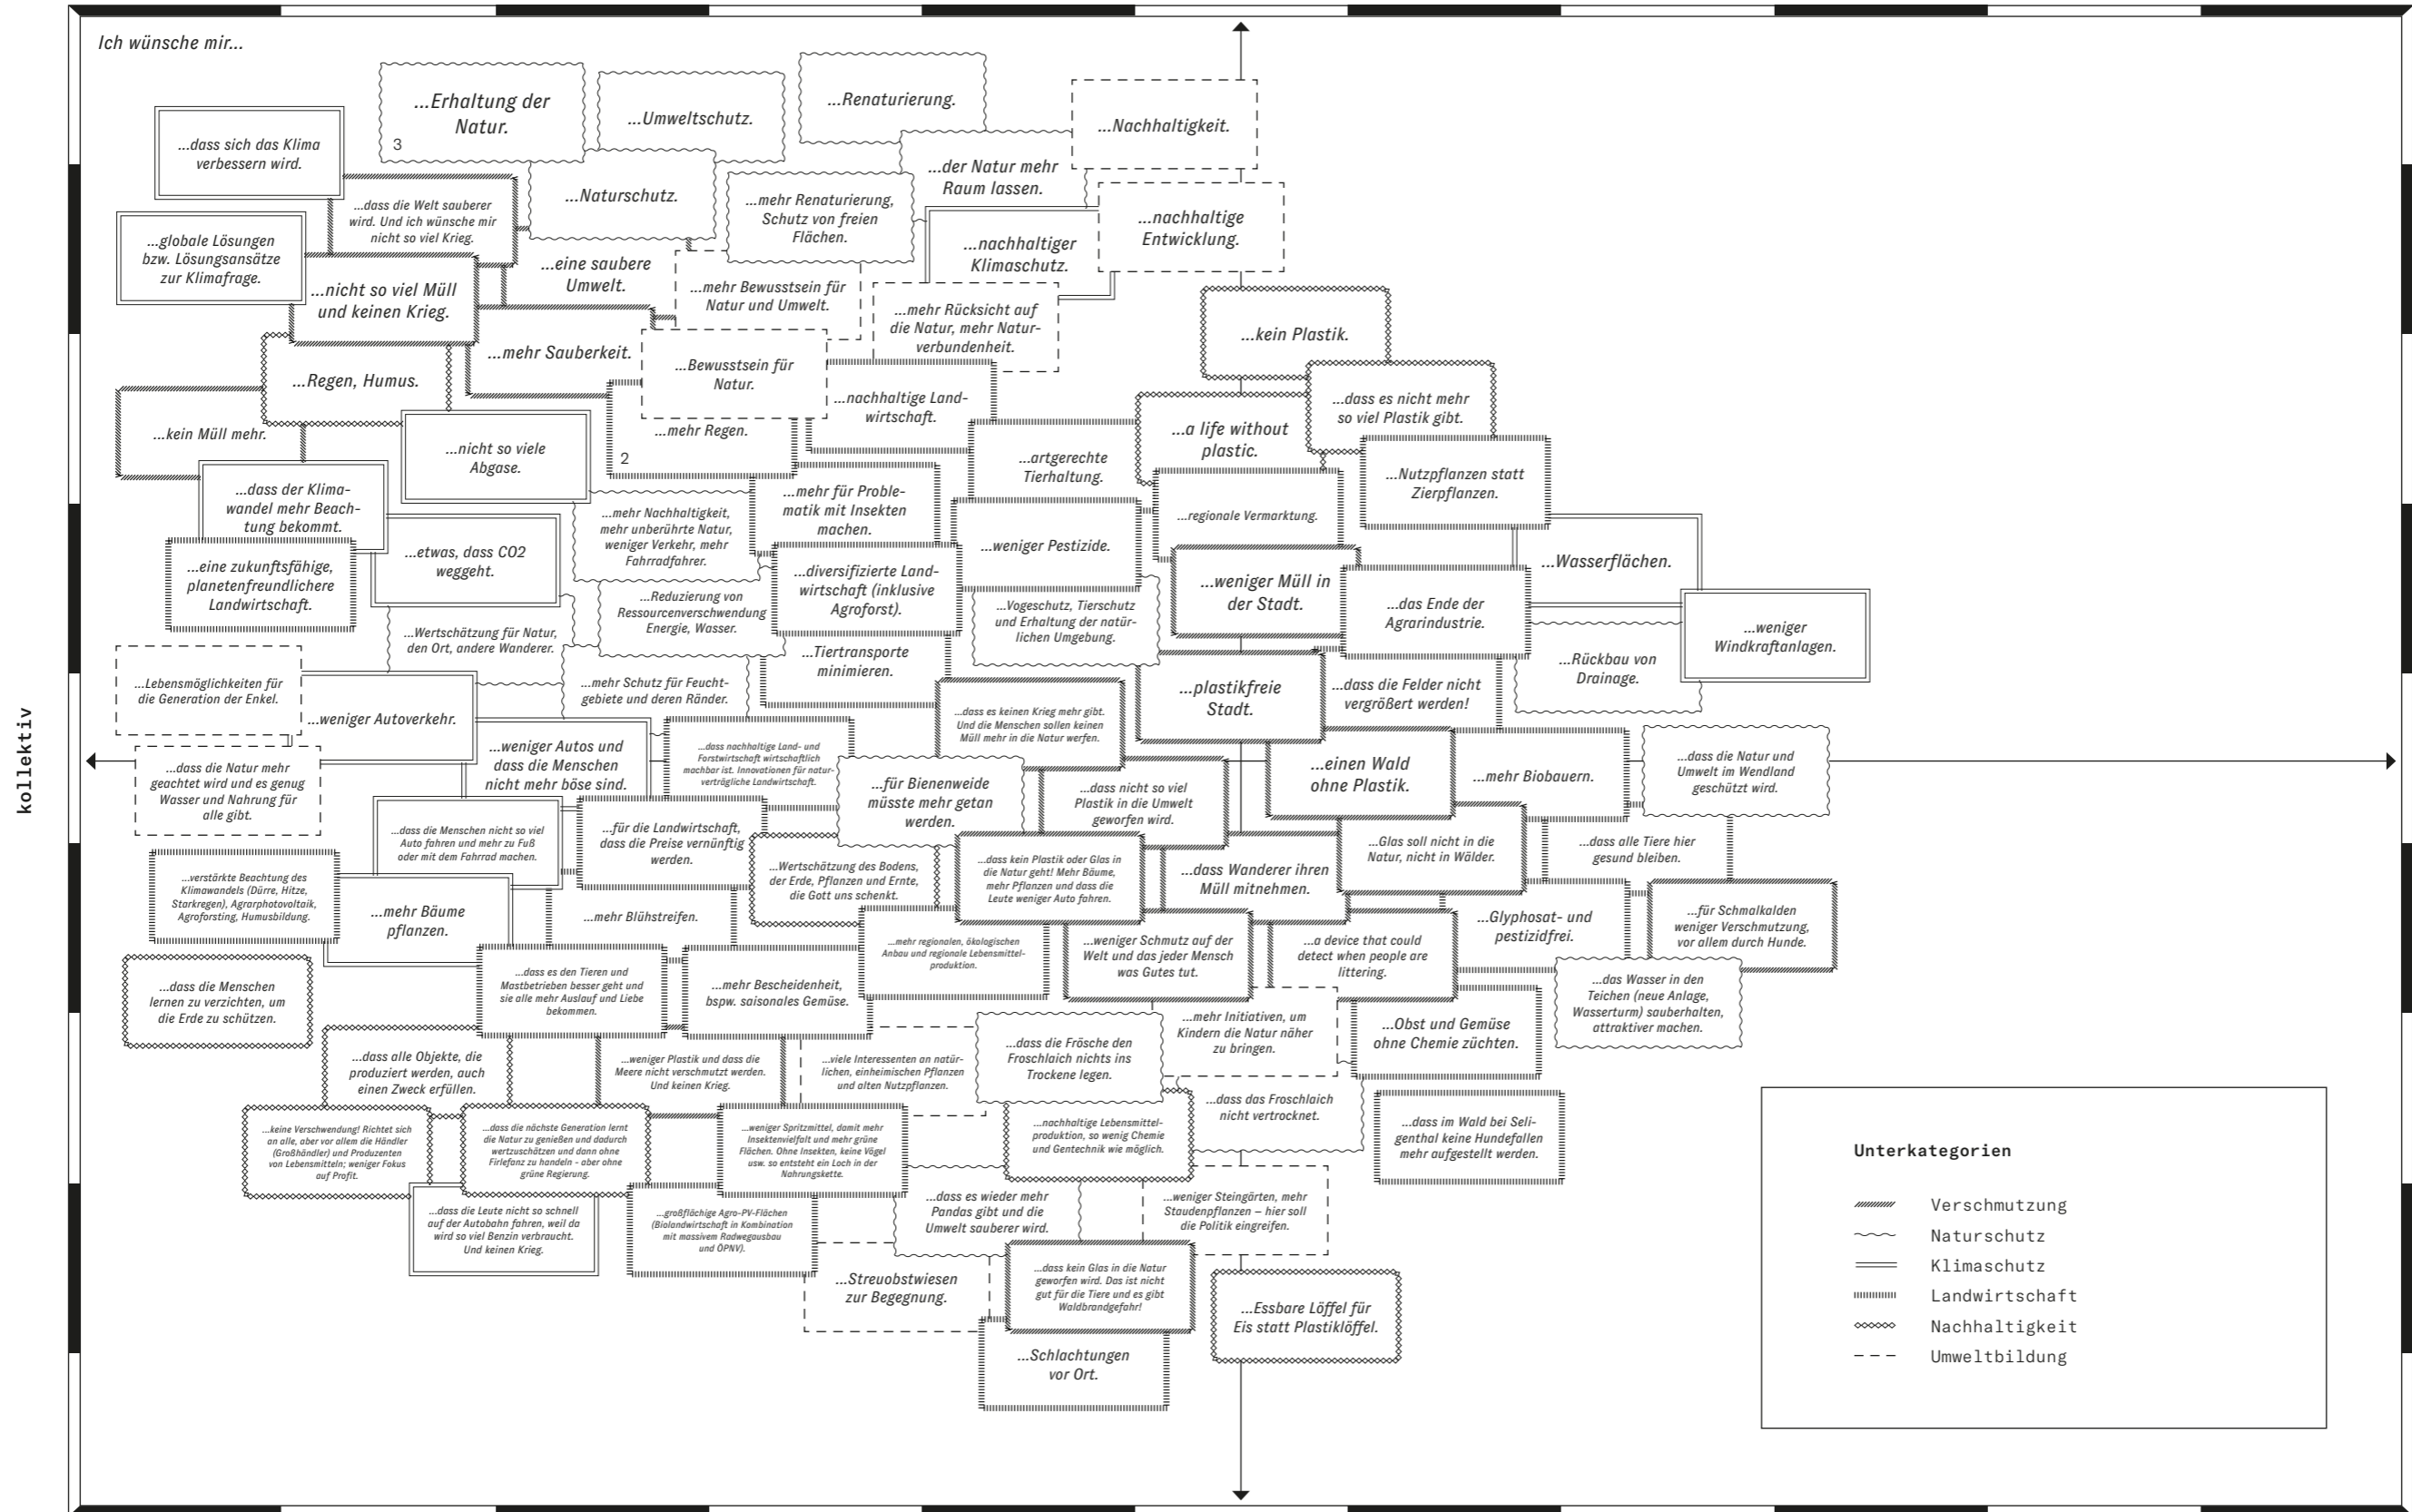 Ich wünsche mir...
...Erhaltung der
Natur.
3
...Umweltschutz.
...Renaturierung.
...Nachhaltigkeit.
...dass sich das Klima
verbessern wird.
...dass die Welt sauberer
wird. Und ich wünsche mir
nicht so viel Krieg.
...Naturschutz.
...mehr Renaturierung,
Schutz von freien
Flächen.
...der Natur mehr
Raum lassen.
...nachhaltige
Entwicklung.
...globale Lösungen
bzw. Lösungsansätze
zur Klimafrage.
...nicht so viel Müll
und keinen Krieg.
...eine saubere
Umwelt.
...mehr Bewusstsein für
Natur und Umwelt.
...nachhaltiger
Klimaschutz.
...mehr Rücksicht auf
die Natur, mehr Natur-
verbundenheit.
...kein Plastik.
...Regen, Humus.
...mehr Sauberkeit.
...Bewusstsein für
Natur.
...nachhaltige Land-
wirtschaft.
...dass es nicht mehr
so viel Plastik gibt.
...kein Müll mehr.
...nicht so viele
Abgase.
...mehr Regen.
2
...artgerechte
Tierhaltung.
...a life without
plastic.
...Nutzpflanzen statt
Zierpflanzen.
...dass der Klima-
wandel mehr Beach-
tung bekommt.
...mehr Nachhaltigkeit,
mehr unberührte Natur,
weniger Verkehr, mehr
Fahrradfahrer.
...mehr für Proble-
matik mit Insekten
machen.
...weniger Pestizide.
...regionale Vermarktung.
...eine zukunftsfähige,
planetenfreundlichere
Landwirtschaft.
...etwas, dass CO2
weggeht.
...Reduzierung von
Ressourcenverschwendung
Energie, Wasser.
...diversifizierte Land-
wirtschaft (inklusive
Agroforst).
...Vogeschutz, Tierschutz
und Erhaltung der natür-
lichen Umgebung.
...weniger Müll in
der Stadt.
...das Ende der
Agrarindustrie.
...Wasserflächen.
...weniger
Windkraftanlagen.
...Wertschätzung für Natur,
den Ort, andere Wanderer.
...Tiertransporte
minimieren.
...Lebensmöglichkeiten für
die Generation der Enkel.
...weniger Autoverkehr.
...mehr Schutz für Feucht-
gebiete und deren Ränder.
...dass es keinen Krieg mehr gibt.
Und die Menschen sollen keinen
Müll mehr in die Natur werfen.
...plastikfreie
Stadt.
...dass die Felder nicht
vergrößert werden!
...Rückbau von
Drainage.
kollektiv
...dass die Natur mehr
geachtet wird und es genug
Wasser und Nahrung für
alle gibt.
...weniger Autos und
dass die Menschen
nicht mehr böse sind.
...dass nachhaltige Land- und
Forstwirtschaft wirtschaftlich
machbar ist. Innovationen für natur-
verträgliche Landwirtschaft.
...für Bienenweide
müsste mehr getan
werden.
...dass nicht so viel
Plastik in die Umwelt
geworfen wird.
...einen Wald
ohne Plastik.
...mehr Biobauern.
...dass die Natur und
Umwelt im Wendland
geschützt wird.
...dass die Menschen nicht so viel
Auto fahren und mehr zu Fuß
oder mit dem Fahrrad machen.
...für die Landwirtschaft,
dass die Preise vernünftig
werden.
...Wertschätzung des Bodens,
der Erde, Pflanzen und Ernte,
die Gott uns schenkt.
...dass kein Plastik oder Glas in
die Natur geht! Mehr Bäume,
mehr Pflanzen und dass die
Leute weniger Auto fahren.
...dass Wanderer ihren
Müll mitnehmen.
...Glas soll nicht in die
Natur, nicht in Wälder.
...dass alle Tiere hier
gesund bleiben.
...verstärkte Beachtung des
Klimawandels (Dürre, Hitze,
Starkregen), Agrarphotovoltaik,
Agroforsting, Humusbildung.
...mehr Bäume
pflanzen.
...mehr Blühstreifen.
...mehr regionalen, ökologischen
Anbau und regionale Lebensmittel-
produktion.
...weniger Schmutz auf der
Welt und das jeder Mensch
was Gutes tut.
...a device that could
detect when people are
littering.
...Glyphosat- und
pestizidfrei.
...für Schmalkalden
weniger Verschmutzung,
vor allem durch Hunde.
...dass die Menschen
lernen zu verzichten, um
die Erde zu schützen.
...dass es den Tieren und
Mastbetrieben besser geht und
sie alle mehr Auslauf und Liebe
bekommen.
...mehr Bescheidenheit,
bspw. saisonales Gemüse.
...mehr Initiativen, um
Kindern die Natur näher
zu bringen.
...Obst und Gemüse
ohne Chemie züchten.
...das Wasser in den
Teichen (neue Anlage,
Wasserturm) sauberhalten,
attraktiver machen.
...dass alle Objekte, die
produziert werden, auch
einen Zweck erfüllen.
...weniger Plastik und dass die
Meere nicht verschmutzt werden.
Und keinen Krieg.
...viele Interessenten an natür-
lichen, einheimischen Pflanzen
und alten Nutzpflanzen.
...dass die Frösche den
Froschlaich nichts ins
Trockene legen.
...dass das Froschlaich
nicht vertrocknet.
...dass im Wald bei Seli-
genthal keine Hundefallen
mehr aufgestellt werden.
...keine Verschwendung! Richtet sich
an alle, aber vor allem die Händler
(Großhändler) und Produzenten
von Lebensmitteln; weniger Fokus
auf Profit.
...dass die nächste Generation lernt
die Natur zu genießen und dadurch
wertzuschätzen und dann ohne
Firlefanz zu handeln - aber ohne
grüne Regierung.
...weniger Spritzmittel, damit mehr
Insektenvielfalt und mehr grüne
Flächen. Ohne Insekten, keine Vögel
usw. so entsteht ein Loch in der
Nahrungskette.
...nachhaltige Lebensmittel-
produktion, so wenig Chemie
und Gentechnik wie möglich.
...dass die Leute nicht so schnell
auf der Autobahn fahren, weil da
wird so viel Benzin verbraucht.
Und keinen Krieg.
...großflächige Agro-PV-Flächen
(Biolandwirtschaft in Kombination
mit massivem Radwegausbau
und ÖPNV).
...dass es wieder mehr
Pandas gibt und die
Umwelt sauberer wird.
...weniger Steingärten, mehr
Staudenpflanzen – hier soll
die Politik eingreifen.
...Streuobstwiesen
zur Begegnung.
...dass kein Glas in die Natur
geworfen wird. Das ist nicht
gut für die Tiere und es gibt
Waldbrandgefahr!
...Essbare Löffel für
Eis statt Plastiklöffel.
...Schlachtungen
vor Ort.
Unterkategorien
Verschmutzung
Naturschutz
Klimaschutz
Landwirtschaft
Nachhaltigkeit
Umweltbildung